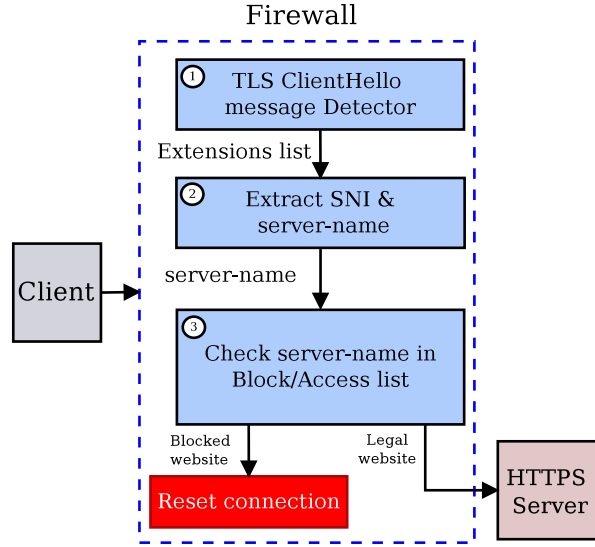 Firewall
1
TLS ClientHello
message Detector
Extensions list
2
Extract SNI &
server-name
Client
server-name
3
Check server-name in
Block/Access list
Blocked
website
Legal
website
Reset connection
HTTPS
Server